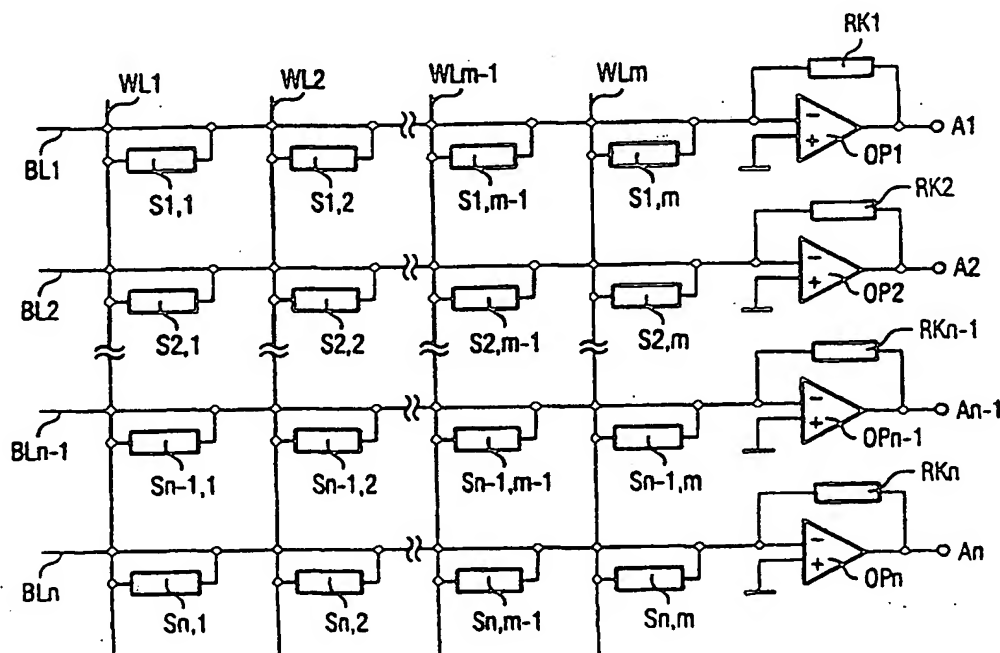 RK1
WL1 WL2 WLm-1 WLm
− + OP1 A1
BL1
S1,1 S1,2 S1,m-1 S1,m
RK2
− + OP2 A2
BL2
S2,1 S2,2 S2,m-1 S2,m
RKn-1
− + OPn-1 An-1
BLn-1
Sn-1,1 Sn-1,2 Sn-1,m-1 Sn-1,m
RKn
− + OPn An
BLn
Sn,1 Sn,2 Sn,m-1 Sn,m